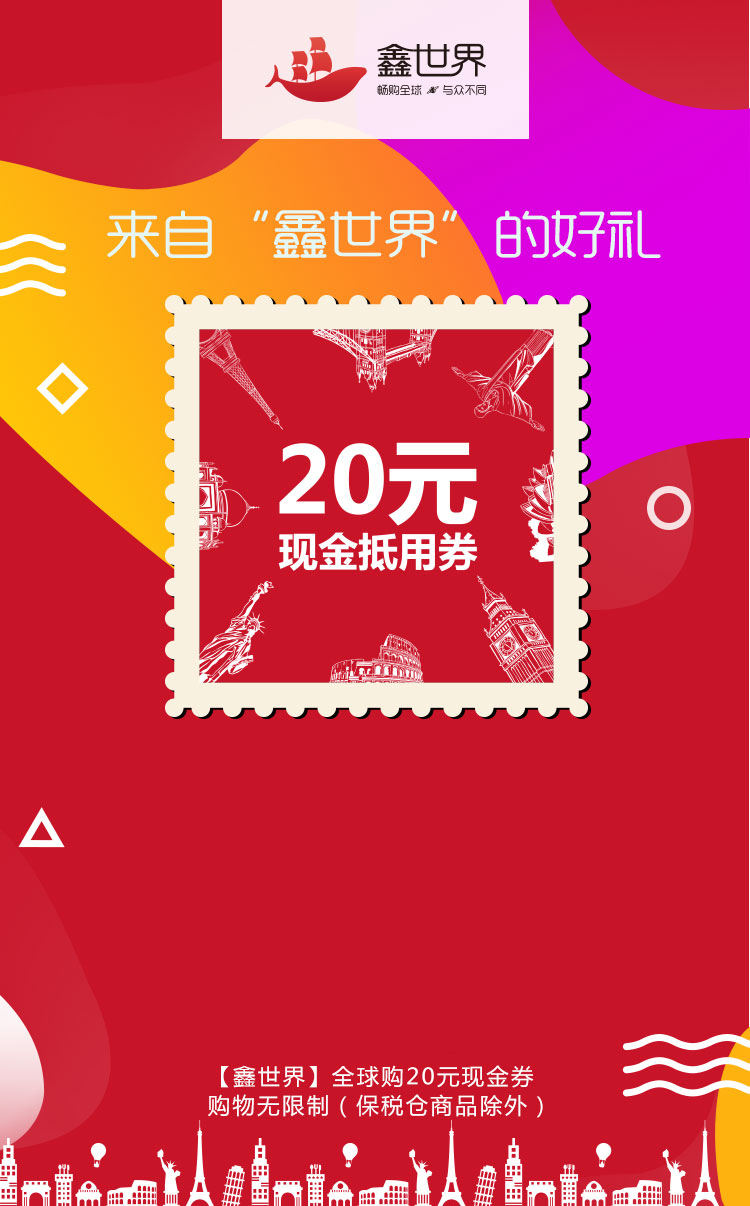 鑫世界
畅购全球 与众不同
来自“鑫世界”的好礼
20元
现金抵用券
【鑫世界】全球购20元现金券
购物无限制（保税仓商品除外）